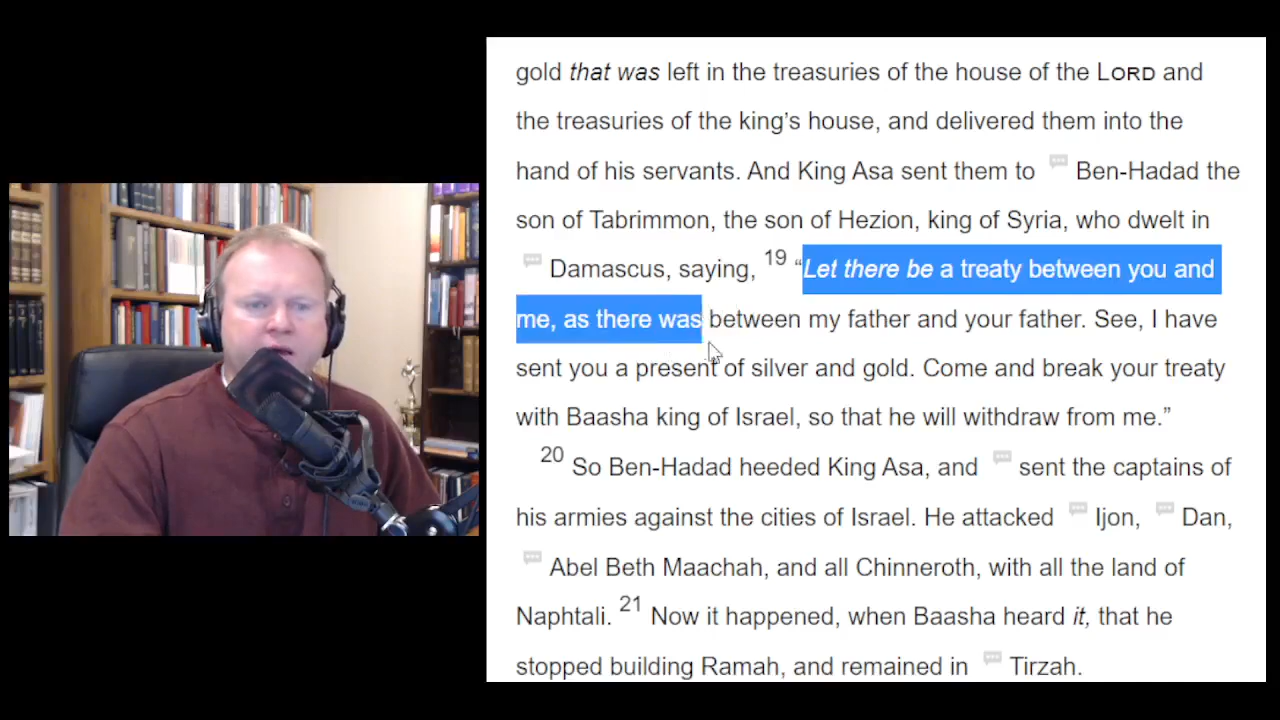 gold that was left in the treasuries of the house of the LORD and
the treasuries of the king’s house, and delivered them into the
hand of his servants. And King Asa sent them to Ben-Hadad the
son of Tabrimmon, the son of Hezion, king of Syria, who dwelt in
Damascus, saying, 19 “Let there be a treaty between you and
me, as there was between my father and your father. See, I have
sent you a present of silver and gold. Come and break your treaty
with Baasha king of Israel, so that he will withdraw from me.”
20 So Ben-Hadad heeded King Asa, and sent the captains of
his armies against the cities of Israel. He attacked Ijon, Dan,
Abel Beth Maachah, and all Chinneroth, with all the land of
Naphtali. 21 Now it happened, when Baasha heard it, that he
stopped building Ramah, and remained in Tirzah.